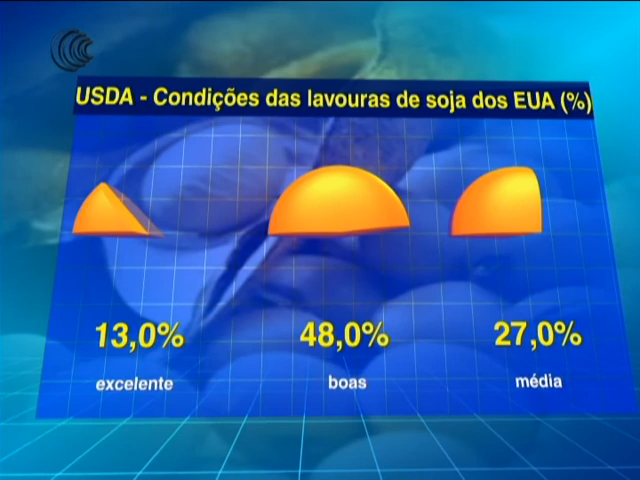 USDA - Condições das lavouras de soja dos EUA (%)
13,0% 48,0% 27,0%
excelente boas média